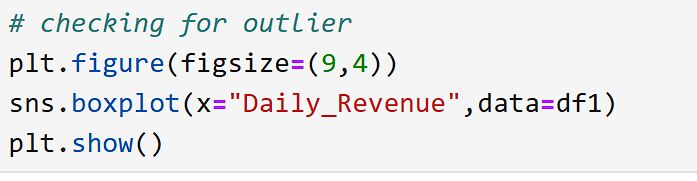 # checking for outlier
plt.figure(figsize=(9,4))
sns.boxplot(x="Daily_Revenue",data=df1)
plt.show()